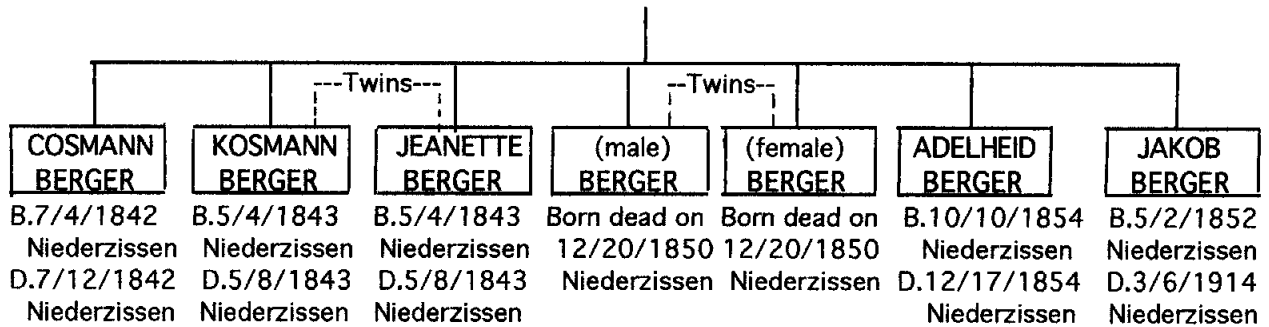 ---Twins--- --Twins--
COSMANN KOSMANN JEANETTE (male) (female) ADELHEID JAKOB
BERGER BERGER BERGER BERGER BERGER BERGER BERGER
B.7/4/1842 B.5/4/1843 B.5/4/1843 Born dead on Born dead on B.10/10/1854 B.5/2/1852
Niederzissen Niederzissen Niederzissen 12/20/1850 12/20/1850 Niederzissen Niederzissen
D.7/12/1842 D.5/8/1843 D.5/8/1843 Niederzissen Niederzissen D.12/17/1854 D.3/6/1914
Niederzissen Niederzissen Niederzissen Niederzissen Niederzissen